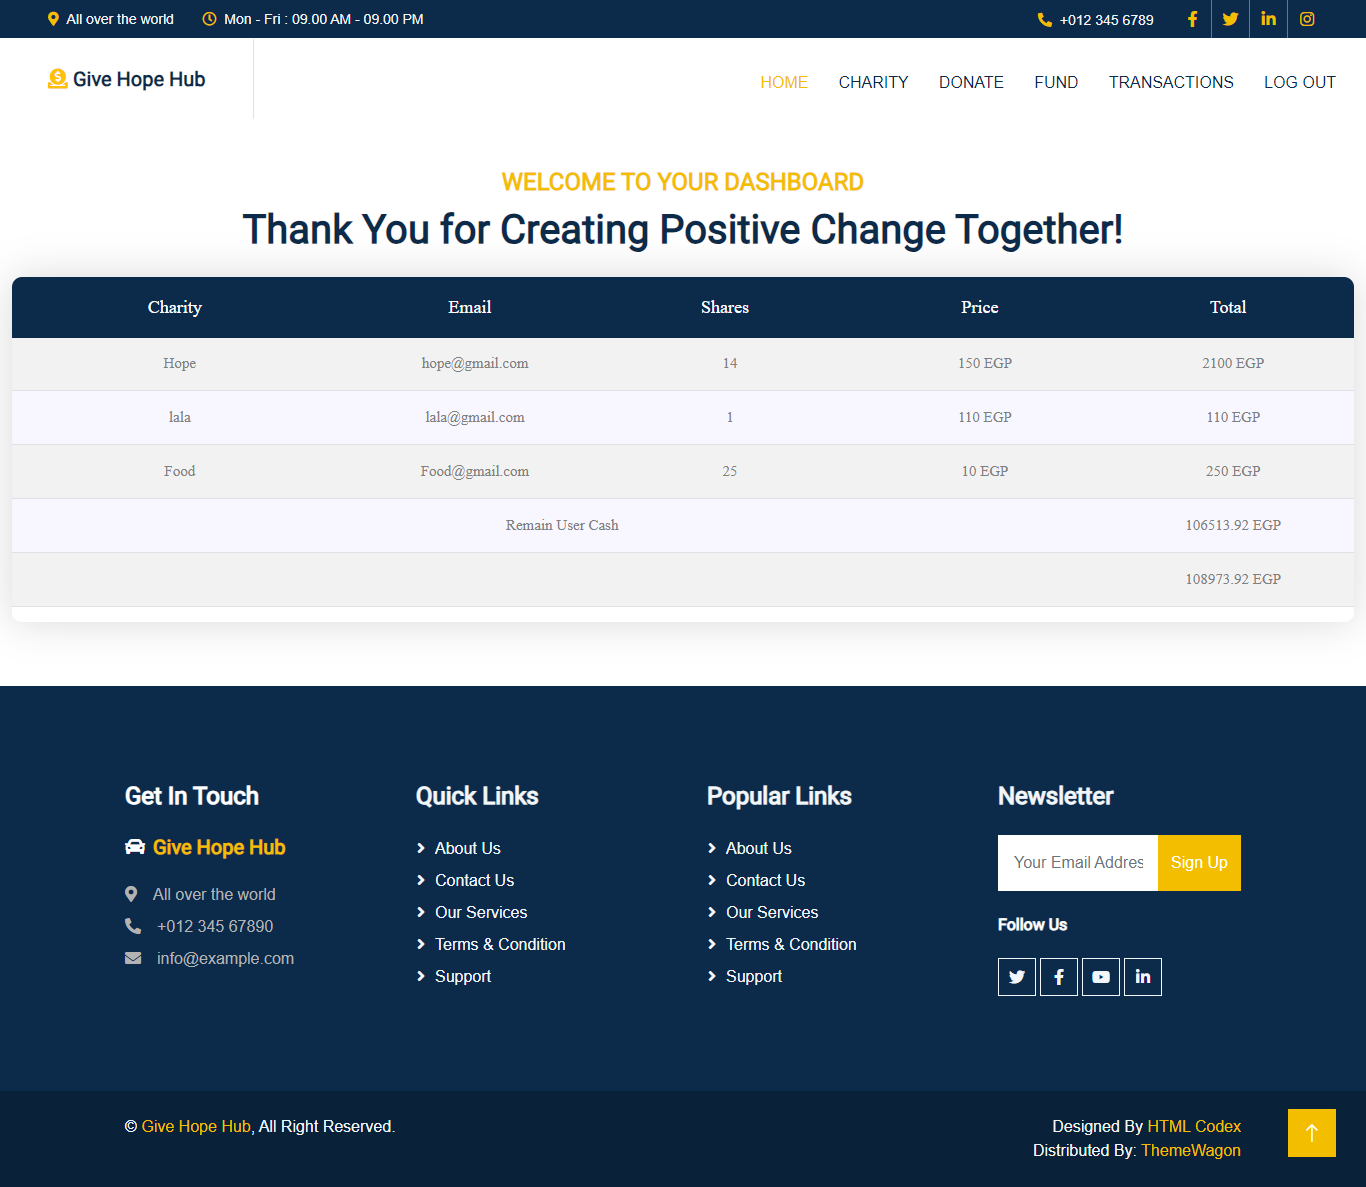 All over the world
Mon - Fri : 09.00 AM - 09.00 PM
+012 345 6789
Give Hope Hub
HOME CHARITY DONATE FUND TRANSACTIONS LOG OUT
WELCOME TO YOUR DASHBOARD
Thank You for Creating Positive Change Together!
Charity Email Shares Price Total
Hope hope@gmail.com 14 150 EGP 2100 EGP
lala lala@gmail.com 1 110 EGP 110 EGP
Food Food@gmail.com 25 10 EGP 250 EGP
Remain User Cash 106513.92 EGP
108973.92 EGP
Get In Touch
Give Hope Hub
All over the world
+012 345 67890
info@example.com
Quick Links
About Us
Contact Us
Our Services
Terms & Condition
Support
Popular Links
About Us
Contact Us
Our Services
Terms & Condition
Support
Newsletter
Your Email Addres
Sign Up
Follow Us
© Give Hope Hub, All Right Reserved.
Designed By HTML Codex
Distributed By: ThemeWagon